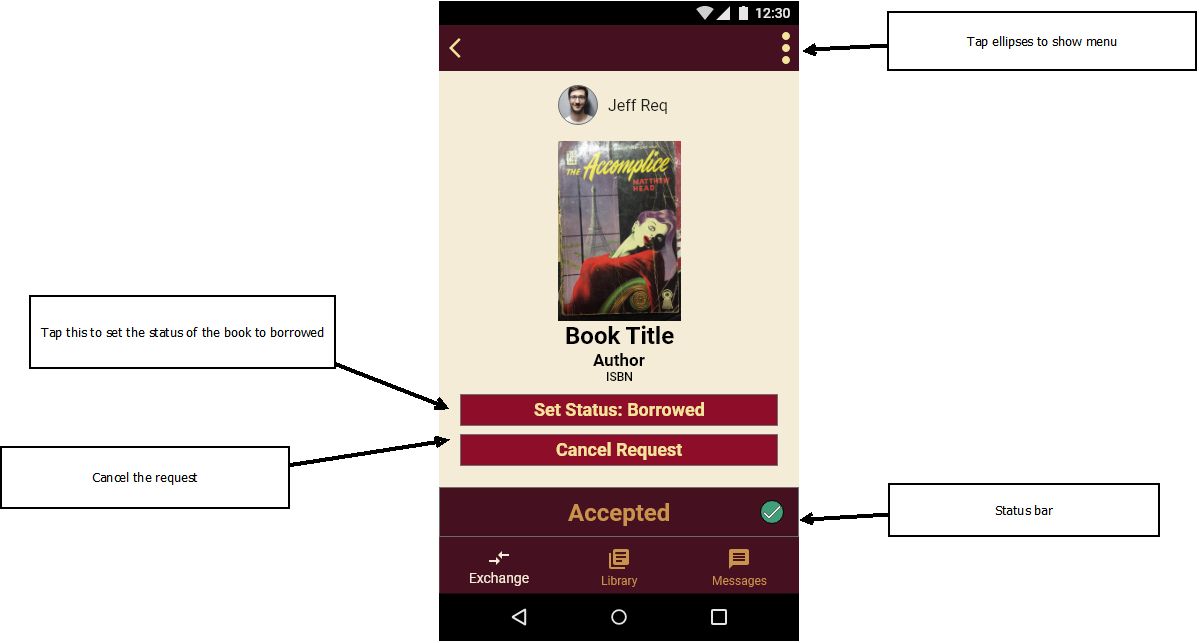 12:30
Tap ellipses to show menu
Jeff Req
THE Accomplice
MATTHEW
HEAD
Book Title
Author
ISBN
Tap this to set the status of the book to borrowed
Set Status: Borrowed
Cancel Request
Cancel the request
Accepted
Status bar
Exchange
Library
Messages